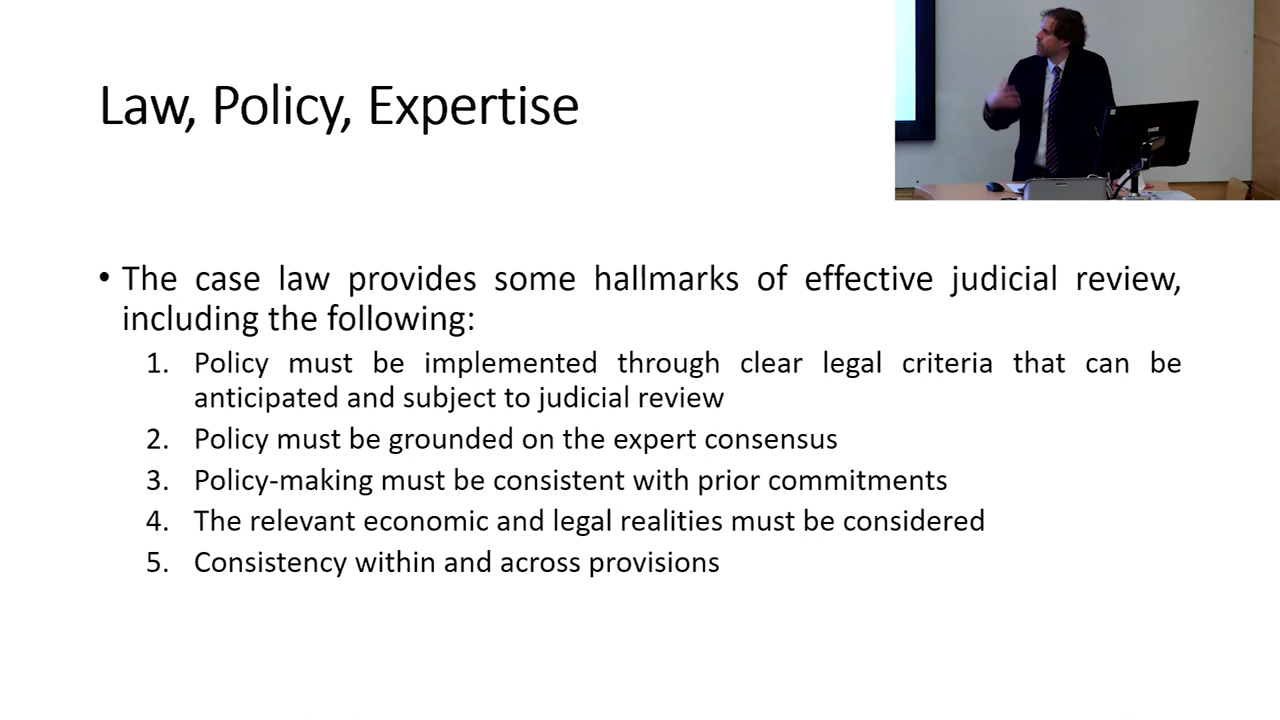 Law, Policy, Expertise
• The case law provides some hallmarks of effective judicial review,
including the following:
1. Policy must be implemented through clear legal criteria that can be
anticipated and subject to judicial review
2. Policy must be grounded on the expert consensus
3. Policy-making must be consistent with prior commitments
4. The relevant economic and legal realities must be considered
5. Consistency within and across provisions